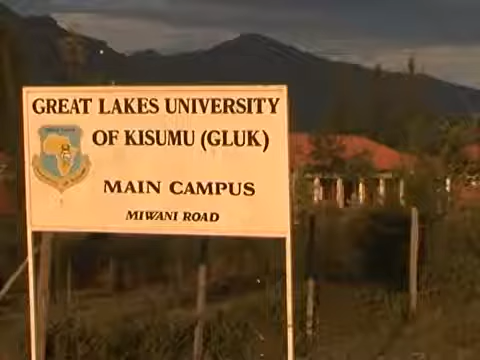 GREAT LAKES UNIVERSITY
OF KISUMU (GLUK)
MAIN CAMPUS
MIWANI ROAD